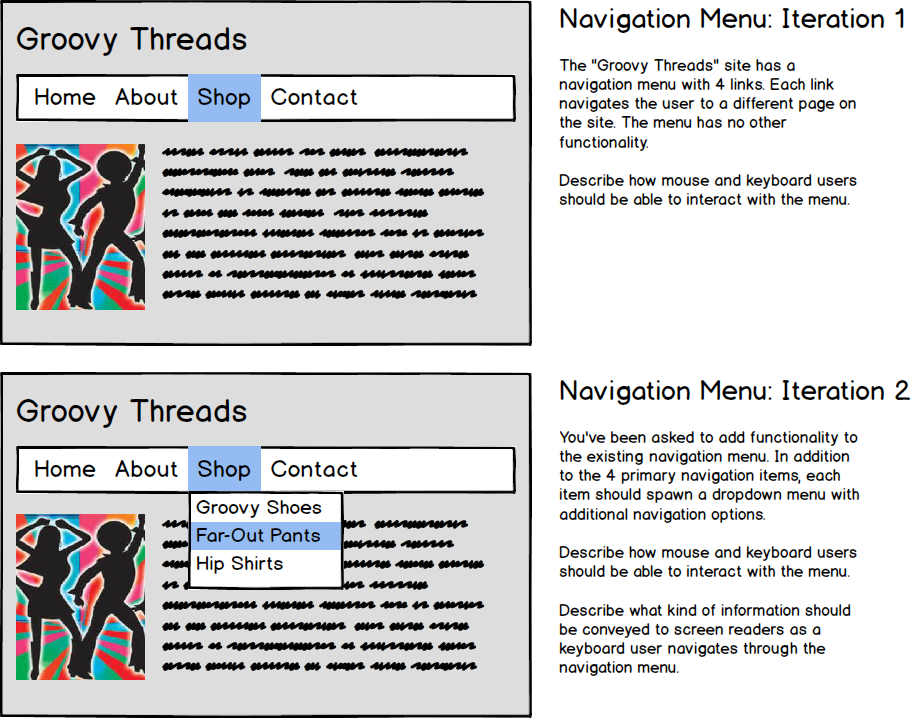 Groovy Threads
Home About Shop Contact
Navigation Menu: Iteration 1
The "Groovy Threads" site has a
navigation menu with 4 links. Each link
navigates the user to a different page on
the site. The menu has no other
functionality.
Describe how mouse and keyboard users
should be able to interact with the menu.
Groovy Threads
Home About Shop Contact
Groovy Shoes
Far-Out Pants
Hip Shirts
Navigation Menu: Iteration 2
You've been asked to add functionality to
the existing navigation menu. In addition
to the 4 primary navigation items, each
item should spawn a dropdown menu with
additional navigation options.
Describe how mouse and keyboard users
should be able to interact with the menu.
Describe what kind of information should
be conveyed to screen readers as a
keyboard user navigates through the
navigation menu.